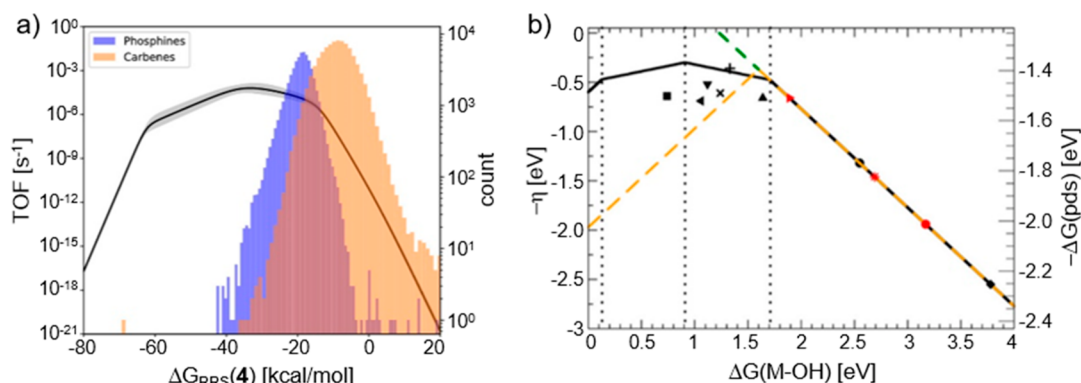 a)
TOF [s⁻¹]
10⁰
10⁻³
10⁻⁶
10⁻⁹
10⁻¹²
10⁻¹⁵
10⁻¹⁸
10⁻²¹
Phosphines
Carbenes
10⁴
10³
10²
10¹
10⁰
count
-80 -60 -40 -20 0 20
ΔG_RRS(4) [kcal/mol]
b)
−η [eV]
0
-0.5
-1.0
-1.5
-2.0
-2.5
-3
-1.4
-1.6
-1.8
-2.0
-2.2
-2.4
−ΔG(pds) [eV]
0 0.5 1 1.5 2 2.5 3 3.5 4
ΔG(M-OH) [eV]